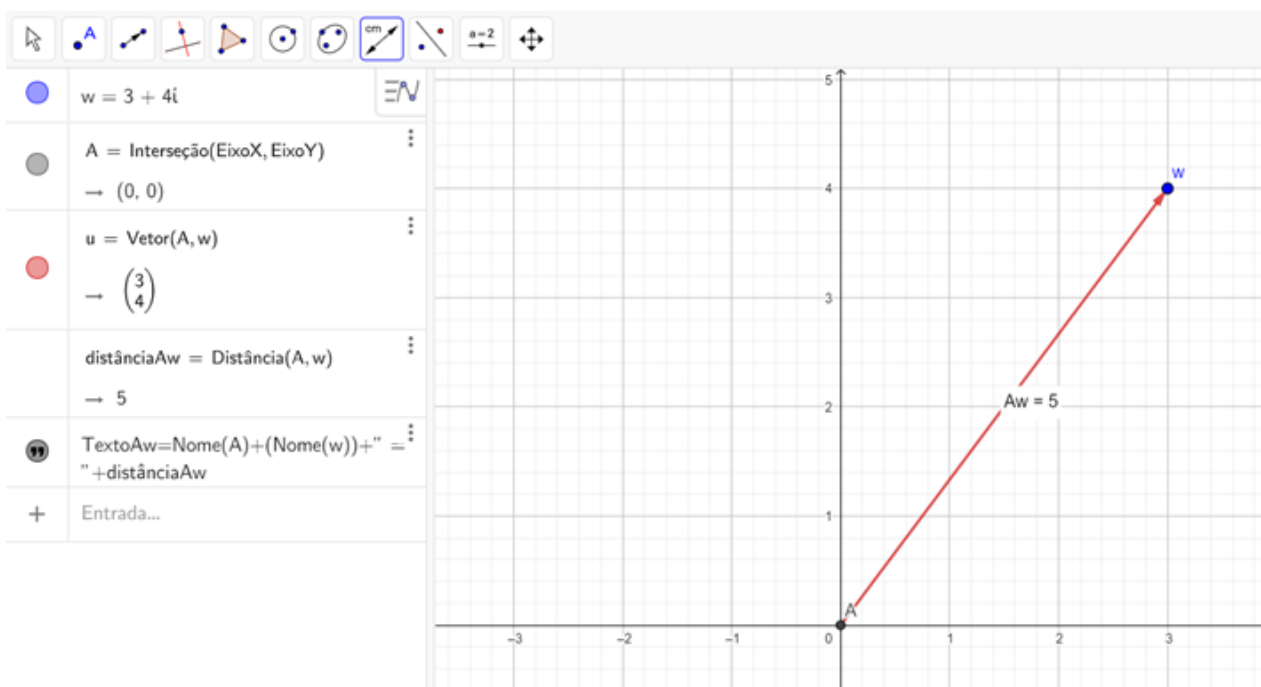 A
cm
a=2
w = 3 + 4i
A = Interseção(EixoX, EixoY)
→ (0, 0)
u = Vetor(A, w)
→ (3
4)
distânciaAw = Distância(A, w)
→ 5
TextoAw=Nome(A)+(Nome(w))+" =
"+distânciaAw
+ Entrada...
5
w
4
3
Aw = 5
2
1
A
–3 –2 –1 0 1 2 3